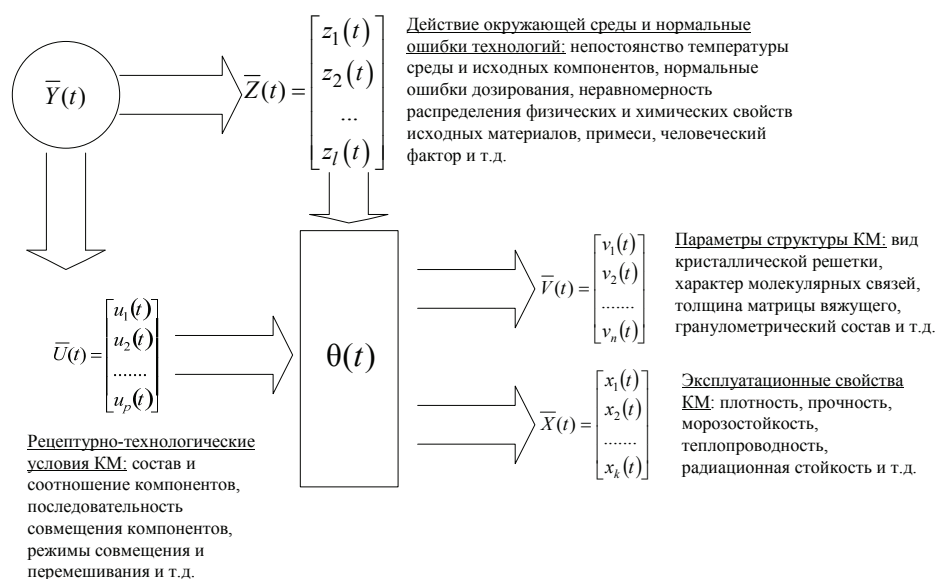 Y̅(t)
Z̅(t) =
z₁(t)
z₂(t)
...
zₗ(t)
Действие окружающей среды и нормальные
ошибки технологий: непостоянство температуры
среды и исходных компонентов, нормальные
ошибки дозирования, неравномерность
распределения физических и химических свойств
исходных материалов, примеси, человеческий
фактор и т.д.
U̅(t) =
u₁(t)
u₂(t)
.......
uₚ(t)
Рецептурно-технологические
условия КМ: состав и
соотношение компонентов,
последовательность
совмещения компонентов,
режимы совмещения и
перемешивания и т.д.
θ(t)
V̅(t) =
v₁(t)
v₂(t)
.......
vₙ(t)
Параметры структуры КМ: вид
кристаллической решетки,
характер молекулярных связей,
толщина матрицы вяжущего,
гранулометрический состав и т.д.
X̅(t) =
x₁(t)
x₂(t)
.......
xₖ(t)
Эксплуатационные свойства
КМ: плотность, прочность,
морозостойкость,
теплопроводность,
радиационная стойкость и т.д.